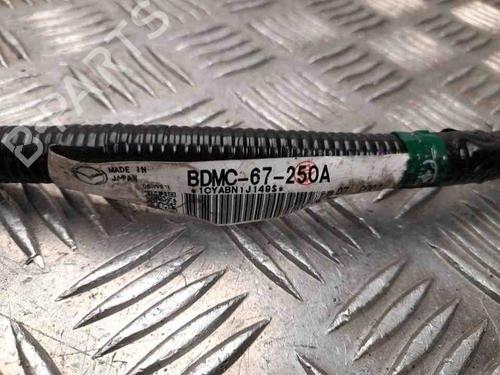 MADE IN
JAPAN
BDMC-67-250A
*1CYABN1J149S*